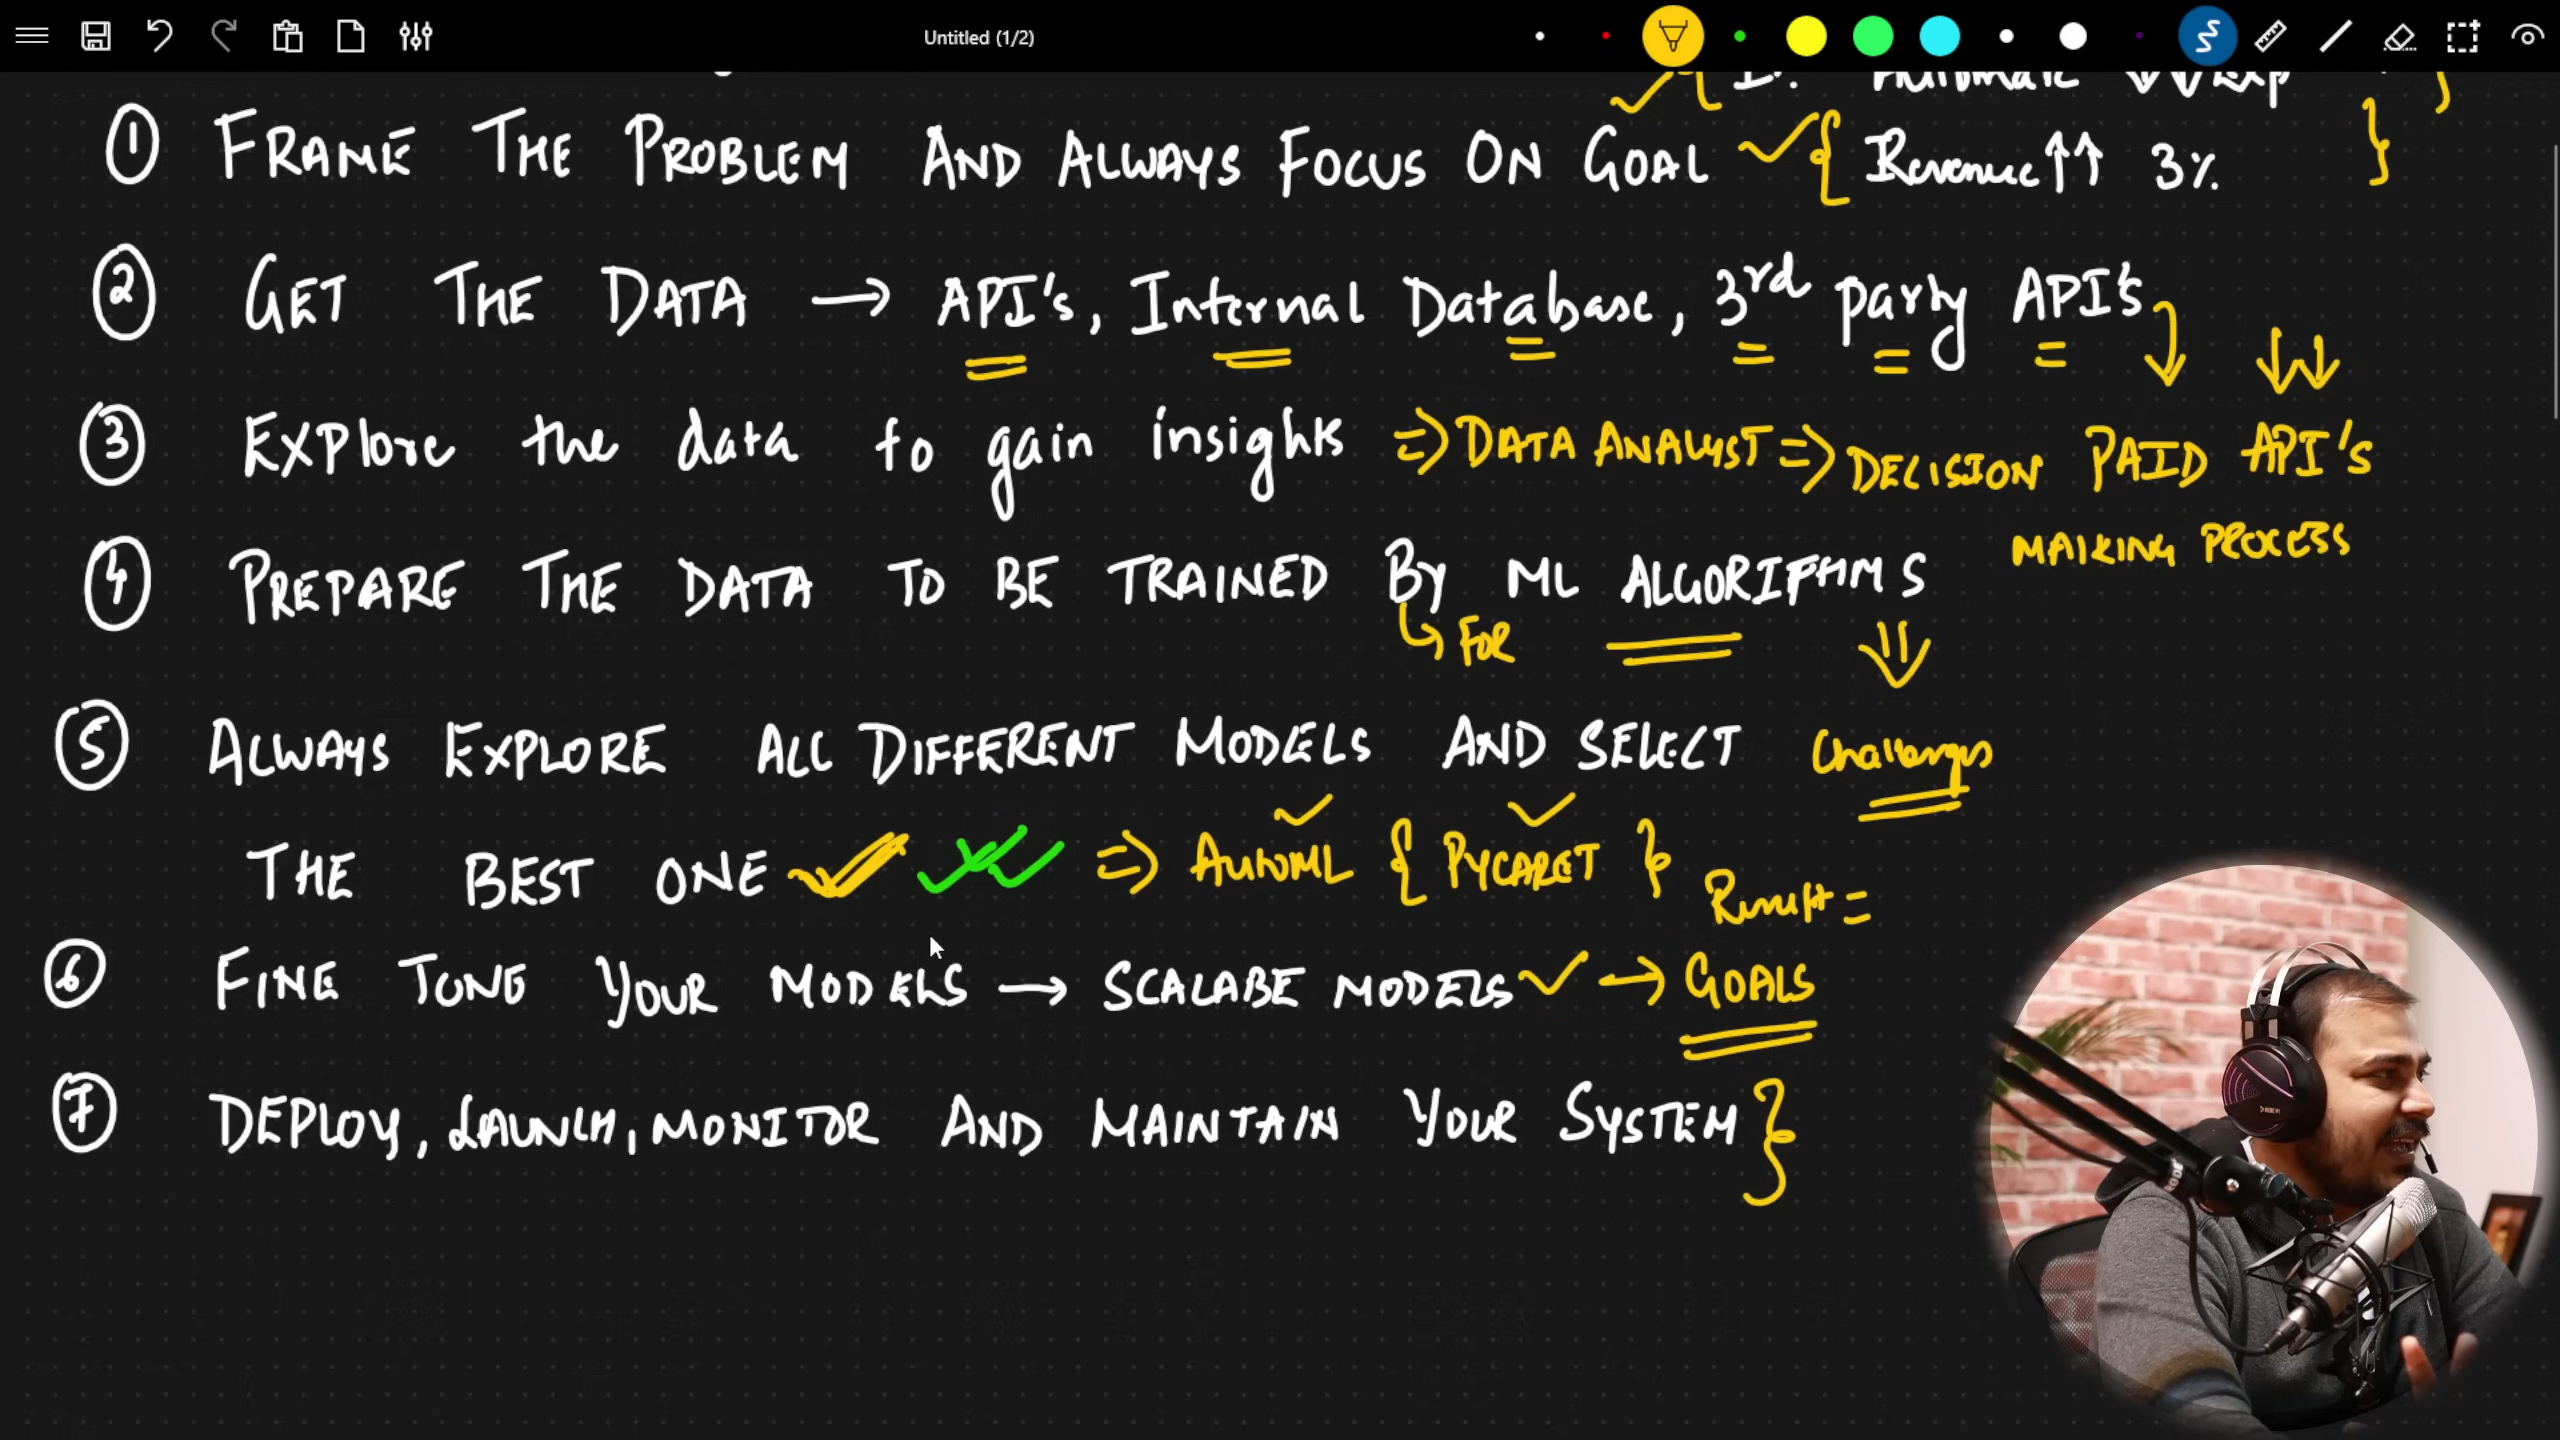 Untitled (1/2)
Automate
① FRAME THE PROBLEM AND ALWAYS FOCUS ON GOAL { Revenue ↑↑ 3% }
② GET THE DATA → API's, Internal Database, 3rd party API's
③ EXPlore the data to gain insights => DATA ANALYST => DECISION PAID API's
MAKING PROCESS
④ PREPARE THE DATA TO BE TRAINED By ML ALGORITHMS
FOR
⑤ ALWAYS EXPLORE ALL DIFFERENT MODELS AND SELECT Challenges
THE BEST ONE => AutoML { PYCARET }
Result =
⑥ FINE TUNE YOUR MODELS → SCALABE MODELS → GOALS
⑦ DEPLOY, LAUNCH, MONITOR AND MAINTAIN YOUR SYSTEM }